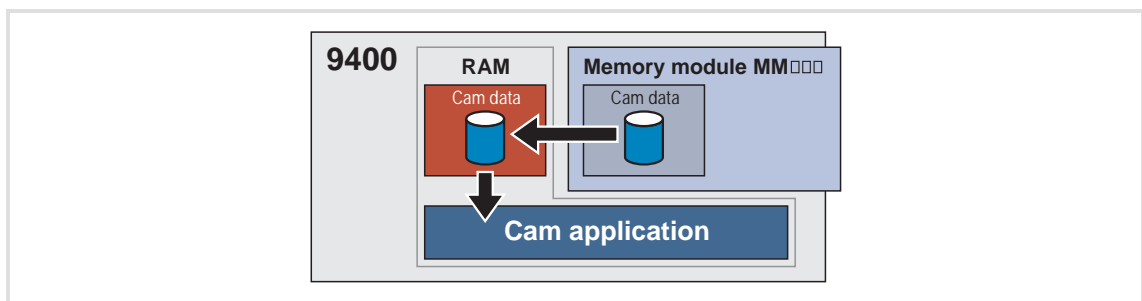 9400
RAM
Memory module MM□□□
Cam data
Cam data
Cam application